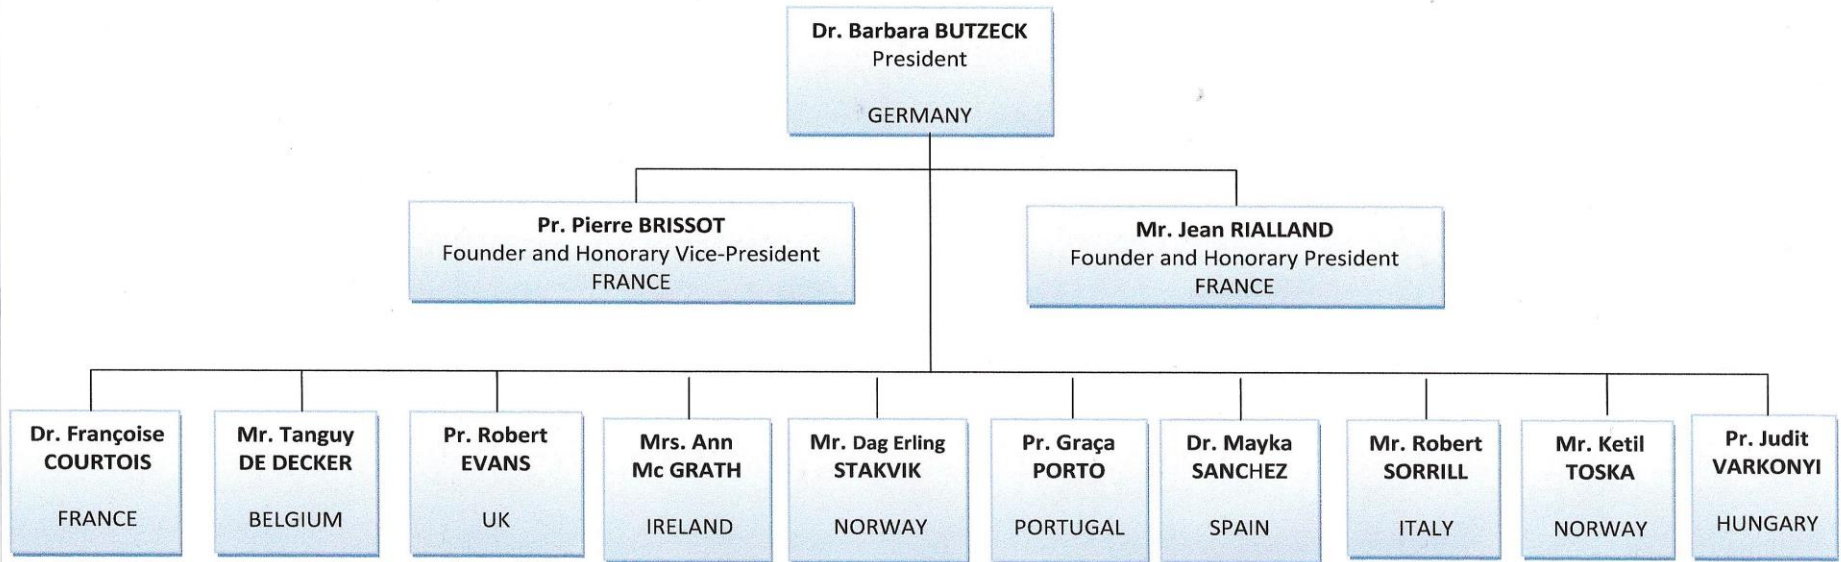 Dr. Barbara BUTZECK
President
GERMANY
Pr. Pierre BRISSOT
Founder and Honorary Vice-President
FRANCE
Mr. Jean RIALLAND
Founder and Honorary President
FRANCE
Dr. Françoise
COURTOIS
FRANCE
Mr. Tanguy
DE DECKER
BELGIUM
Pr. Robert
EVANS
UK
Mrs. Ann
Mc GRATH
IRELAND
Mr. Dag Erling
STAKVIK
NORWAY
Pr. Graça
PORTO
PORTUGAL
Dr. Mayka
SANCHEZ
SPAIN
Mr. Robert
SORRILL
ITALY
Mr. Ketil
TOSKA
NORWAY
Pr. Judit
VARKONYI
HUNGARY